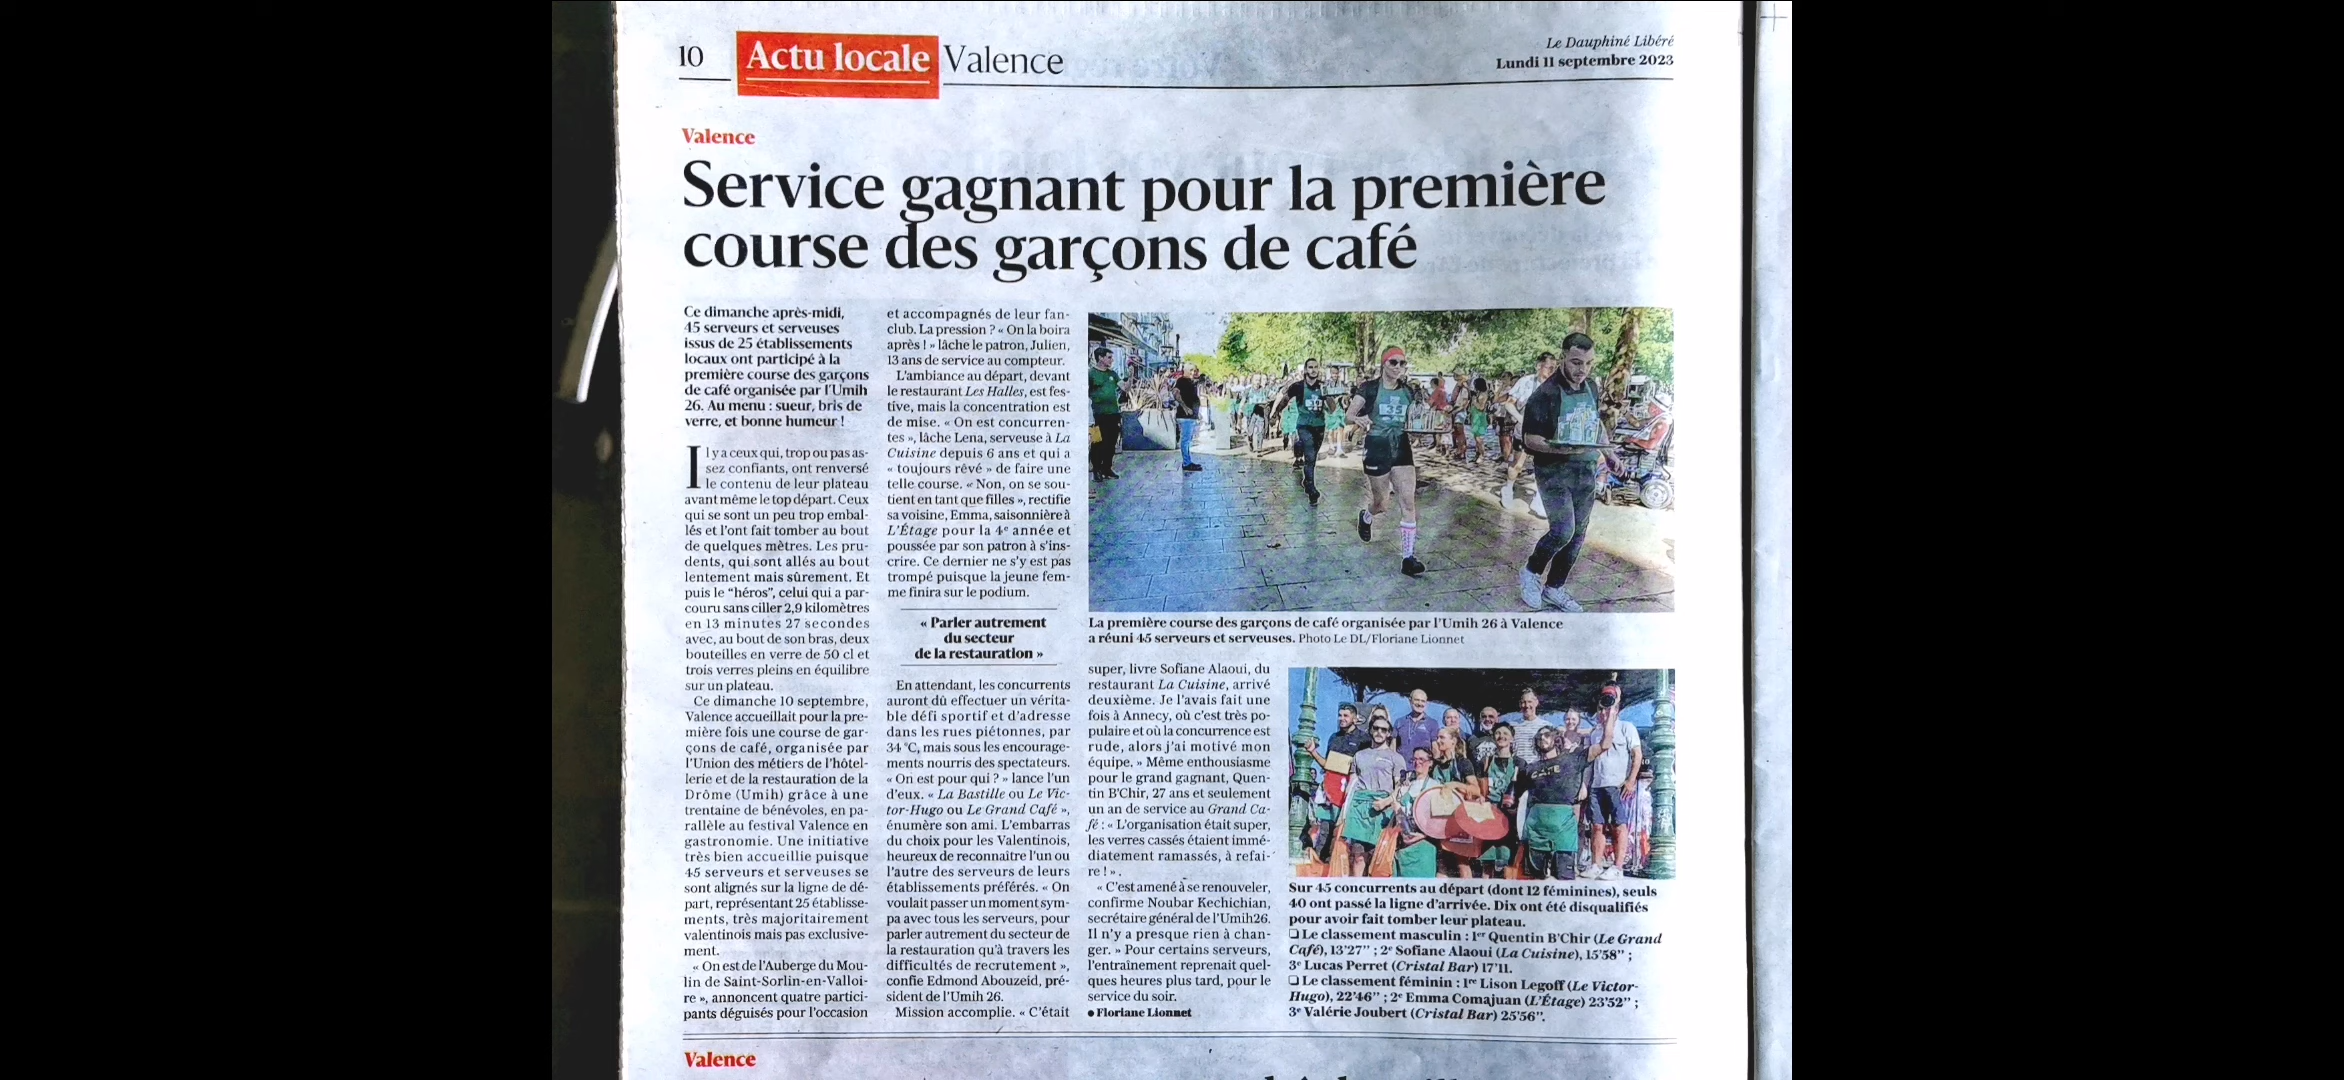 10
Actu locale Valence
Le Dauphiné Libéré
Lundi 11 septembre 2023
Valence
Service gagnant pour la première
course des garçons de café
Ce dimanche après-midi,
45 serveurs et serveuses
issus de 25 établissements
locaux ont participé à la
première course des garçons
de café organisée par l'Umih
26. Au menu : sueur, bris de
verre, et bonne humeur !
Il y a ceux qui, trop ou pas as-
sez confiants, ont renversé
le contenu de leur plateau
avant même le top départ. Ceux
qui se sont un peu trop embal-
lés et l'ont fait tomber au bout
de quelques mètres. Les pru-
dents, qui sont allés au bout
lentement mais sûrement. Et
puis le “héros”, celui qui a par-
couru sans ciller 2,9 kilomètres
en 13 minutes 27 secondes
avec, au bout de son bras, deux
bouteilles en verre de 50 cl et
trois verres pleins en équilibre
sur un plateau.
Ce dimanche 10 septembre,
Valence accueillait pour la pre-
mière fois une course de gar-
çons de café, organisée par
l'Union des métiers de l'hôtel-
lerie et de la restauration de la
Drôme (Umih) grâce à une
trentaine de bénévoles, en pa-
rallèle au festival Valence en
gastronomie. Une initiative
très bien accueillie puisque
45 serveurs et serveuses se
sont alignés sur la ligne de dé-
part, représentant 25 établisse-
ments, très majoritairement
valentinois mais pas exclusive-
ment.
« On est de l'Auberge du Mou-
lin de Saint-Sorlin-en-Valloi-
re », annoncent quatre partici-
pants déguisés pour l'occasion
et accompagnés de leur fan-
club. La pression ? « On la boira
après ! » lâche le patron, Julien,
13 ans de service au compteur.
L'ambiance au départ, devant
le restaurant Les Halles, est fes-
tive, mais la concentration est
de mise. « On est concurren-
tes », lâche Lena, serveuse à La
Cuisine depuis 6 ans et qui a
« toujours rêvé » de faire une
telle course. « Non, on se sou-
tient en tant que filles », rectifie
sa voisine, Emma, saisonnière à
L'Étage pour la 4e année et
poussée par son patron à s'ins-
crire. Ce dernier ne s'y est pas
trompé puisque la jeune fem-
me finira sur le podium.
« Parler autrement
du secteur
de la restauration »
En attendant, les concurrents
auront dû effectuer un vérita-
ble défi sportif et d'adresse
dans les rues piétonnes, par
34 °C, mais sous les encourage-
ments nourris des spectateurs.
« On est pour qui ? » lance l'un
d'eux. « La Bastille ou Le Vic-
tor-Hugo ou Le Grand Café »,
énumère son ami. L'embarras
du choix pour les Valentinois,
heureux de reconnaître l'un ou
l'autre des serveurs de leurs
établissements préférés. « On
voulait passer un moment sym-
pa avec tous les serveurs, pour
parler autrement du secteur de
la restauration qu'à travers les
difficultés de recrutement »,
confie Edmond Abouzeid, pré-
sident de l'Umih 26.
Mission accomplie. « C'était
35
La première course des garçons de café organisée par l'Umih 26 à Valence
a réuni 45 serveurs et serveuses. Photo Le DL/Floriane Lionnet
super, livre Sofiane Alaoui, du
restaurant La Cuisine, arrivé
deuxième. Je l'avais fait une
fois à Annecy, où c'est très po-
pulaire et où la concurrence est
rude, alors j'ai motivé mon
équipe. » Même enthousiasme
pour le grand gagnant, Quen-
tin B'Chir, 27 ans et seulement
un an de service au Grand Ca-
fé : « L'organisation était super,
les verres cassés étaient immé-
diatement ramassés, à refai-
re ! ».
« C'est amené à se renouveler,
confirme Noubar Kechichian,
secrétaire général de l'Umih26.
Il n'y a presque rien à chan-
ger. » Pour certains serveurs,
l'entraînement reprenait quel-
ques heures plus tard, pour le
service du soir.
● Floriane Lionnet
Sur 45 concurrents au départ (dont 12 féminines), seuls
40 ont passé la ligne d'arrivée. Dix ont été disqualifiés
pour avoir fait tomber leur plateau.
❑ Le classement masculin : 1er Quentin B'Chir (Le Grand
Café), 13'27” ; 2e Sofiane Alaoui (La Cuisine), 15'58” ;
3e Lucas Perret (Cristal Bar) 17'11.
❑ Le classement féminin : 1re Lison Legoff (Le Victor-
Hugo), 22'46” ; 2e Emma Comajuan (L'Étage) 23'52” ;
3e Valérie Joubert (Cristal Bar) 25'56”.
Valence